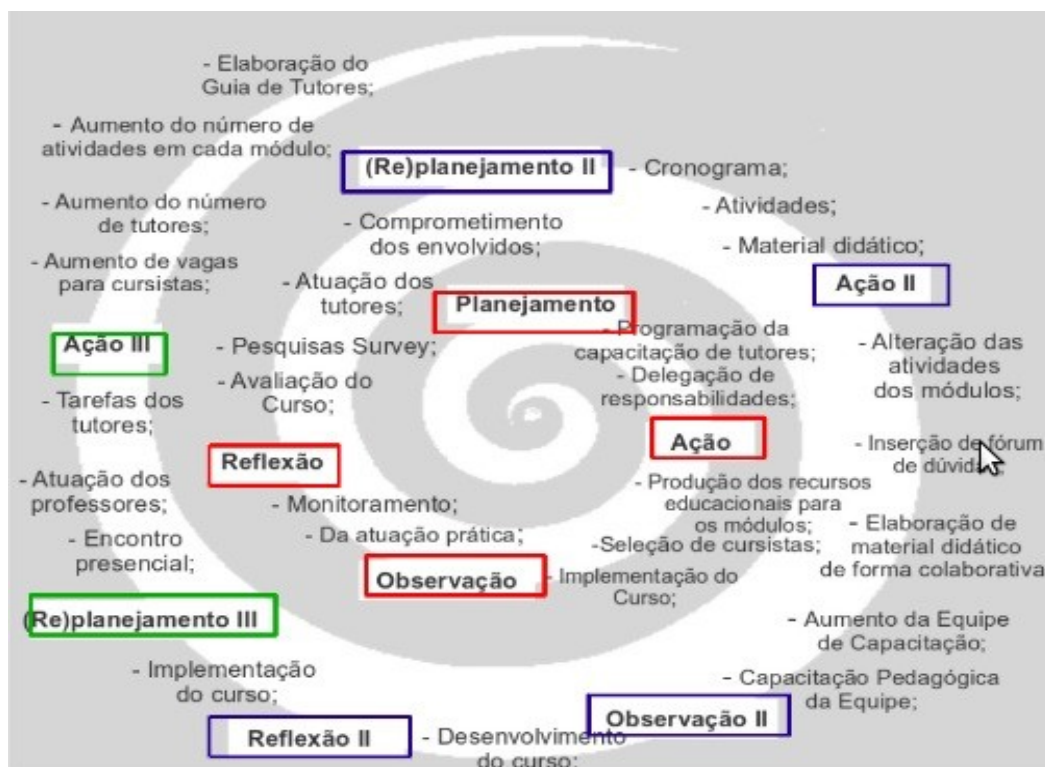 - Elaboração do
Guia de Tutores;
- Aumento do número de
atividades em cada módulo;
(Re)planejamento II
- Cronograma;
- Atividades;
- Material didático;
Ação II
- Aumento do número
de tutores;
- Aumento de vagas
para cursistas;
- Comprometimento
dos envolvidos;
- Atuação dos
tutores;
Planejamento
- Programação da
capacitação de tutores;
- Delegação de
responsabilidades;
Ação III
- Pesquisas Survey;
- Avaliação do
Curso;
- Alteração das
atividades
dos módulos;
- Tarefas dos
tutores;
Reflexão
Ação
- Inserção de fórum
de dúvidas;
- Atuação dos
professores;
- Monitoramento;
- Da atuação prática;
- Produção dos recursos
educacionais para
os módulos;
-Seleção de cursistas;
- Elaboração de
material didático
de forma colaborativa
- Encontro
presencial;
Observação
- Implementação do
Curso;
(Re)planejamento III
- Aumento da Equipe
de Capacitação;
- Implementação
do curso;
- Capacitação Pedagógica
da Equipe;
Reflexão II
- Desenvolvimento
do curso;
Observação II